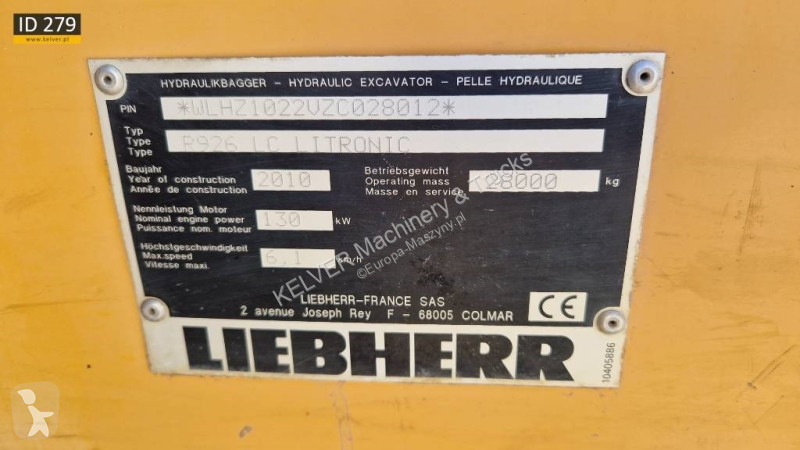 ID 279
www.kelver.pl
HYDRAULIKBAGGER - HYDRAULIC EXCAVATOR - PELLE HYDRAULIQUE
PIN *WLHZ1022VZC028012*
Typ
Type R926 LC LITRONIC
Type
Baujahr
Year of construction 2010
Année de construction
Betriebsgewicht
Operating mass 28000 kg
Masse en service
Nennleistung Motor
Nominal engine power 130 kW
Puissance nom. moteur
Höchstgeschwindigkeit
Max.speed 6.1 km/h
Vitesse maxi.
KELVER Machinery & Trucks
©Europa-Maszyny.pl
LIEBHERR-FRANCE SAS
2 avenue Joseph Rey F - 68005 COLMAR
CE
LIEBHERR
10405886